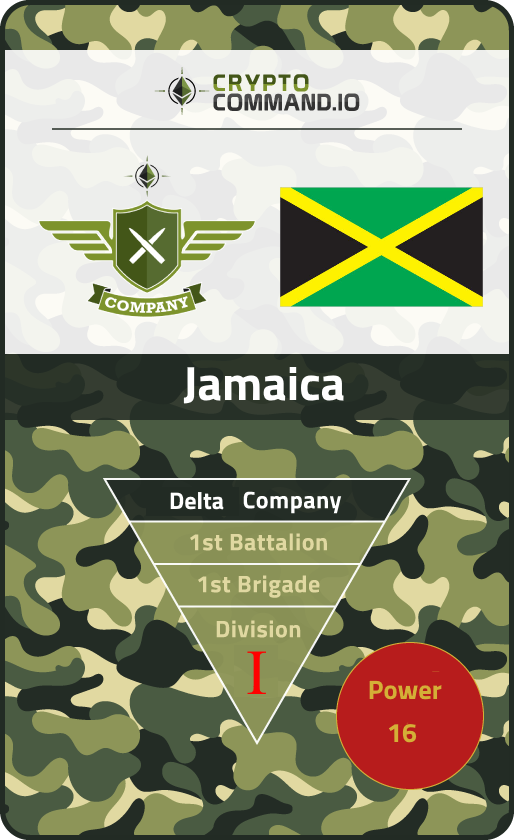 CRYPTO
COMMAND.IO
COMPANY
Jamaica
Delta Company
1st Battalion
1st Brigade
Division
I
Power
16